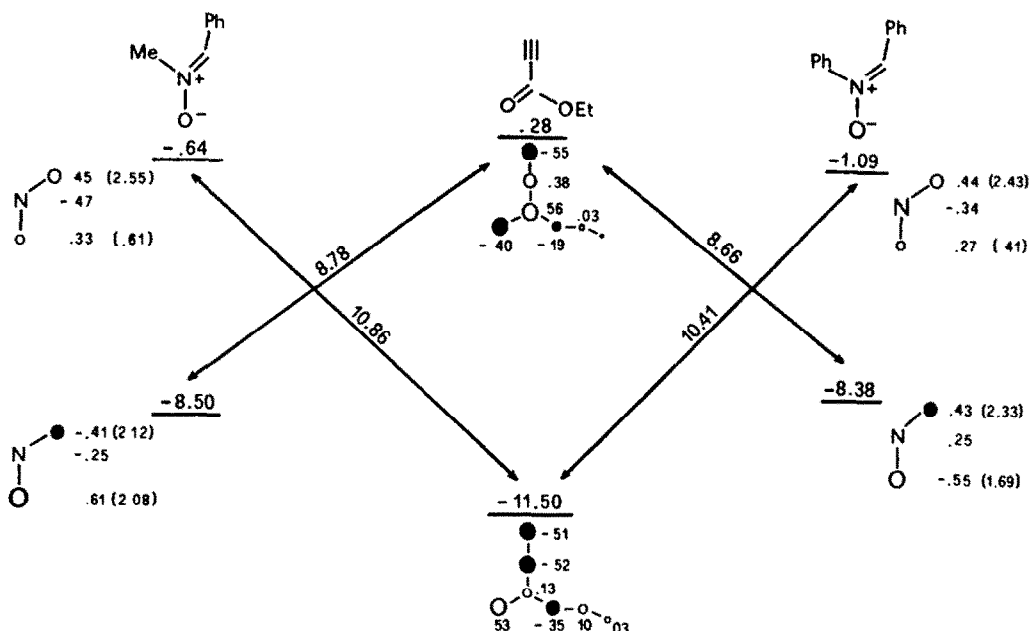 Ph
Me
N+
O−
O
OEt
Ph
Ph
N+
O−
-.64
.28
-1.09
O 45 (2.55)
N - 47
o .33 (.61)
- 55
.38
56
.03
- 40 - 19
O .44 (2.43)
N -.34
o .27 ( 41)
8.78
10.86
8.66
10.41
-8.50
-8.38
-.41 (2 12)
N -.25
O .61 (2 08)
.43 (2.33)
N .25
O -.55 (1.69)
-11.50
- 51
- 52
.13
53 - 35 10 03